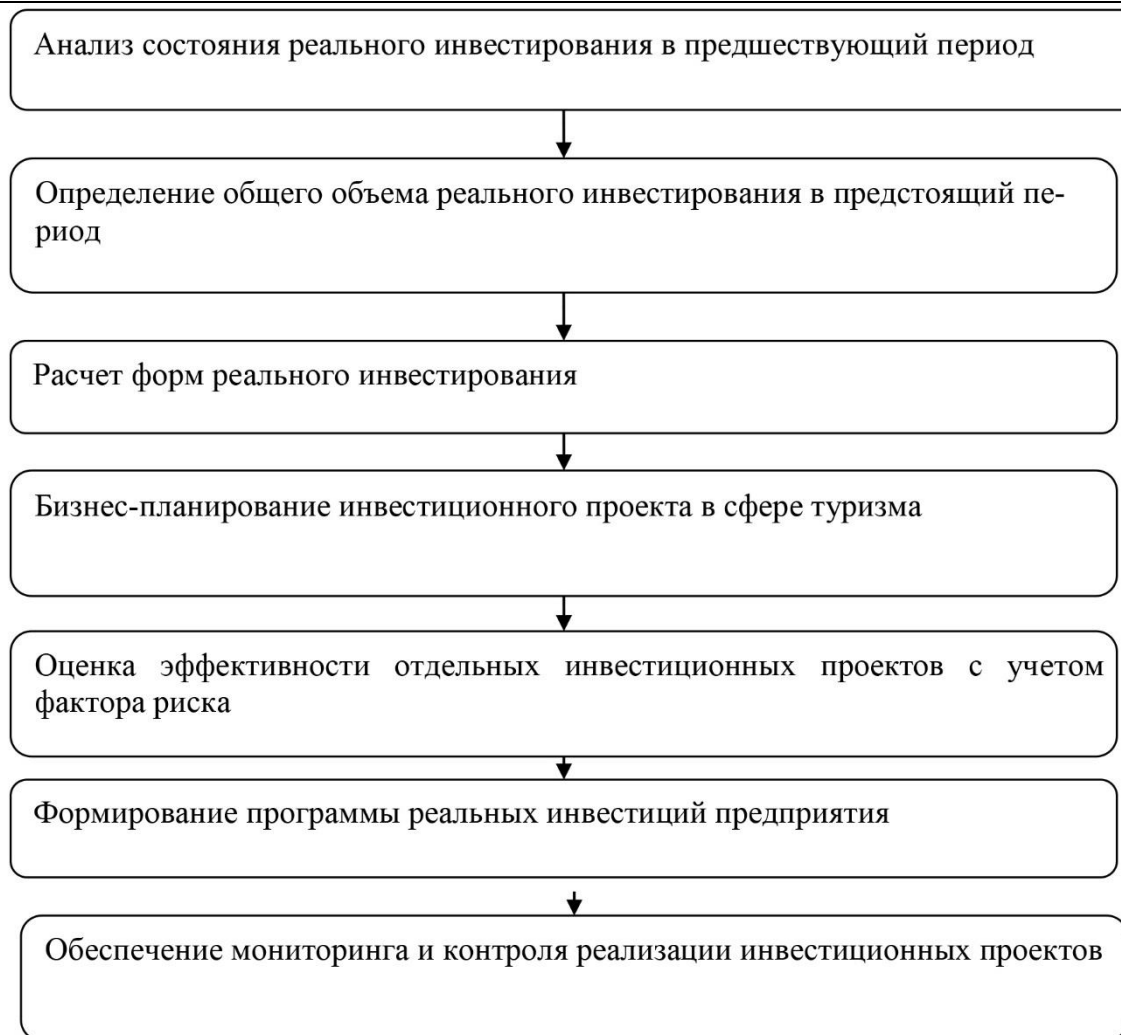 Анализ состояния реального инвестирования в предшествующий период
Определение общего объема реального инвестирования в предстоящий пе-
риод
Расчет форм реального инвестирования
Бизнес-планирование инвестиционного проекта в сфере туризма
Оценка эффективности отдельных инвестиционных проектов с учетом
фактора риска
Формирование программы реальных инвестиций предприятия
Обеспечение мониторинга и контроля реализации инвестиционных проектов